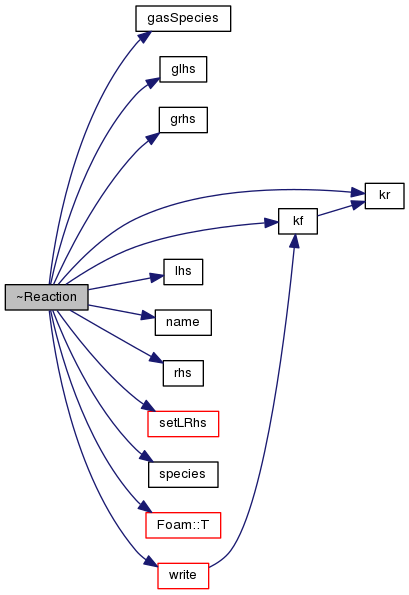 gasSpecies
glhs
grhs
kr
kf
~Reaction
lhs
name
rhs
setLRhs
species
Foam::T
write